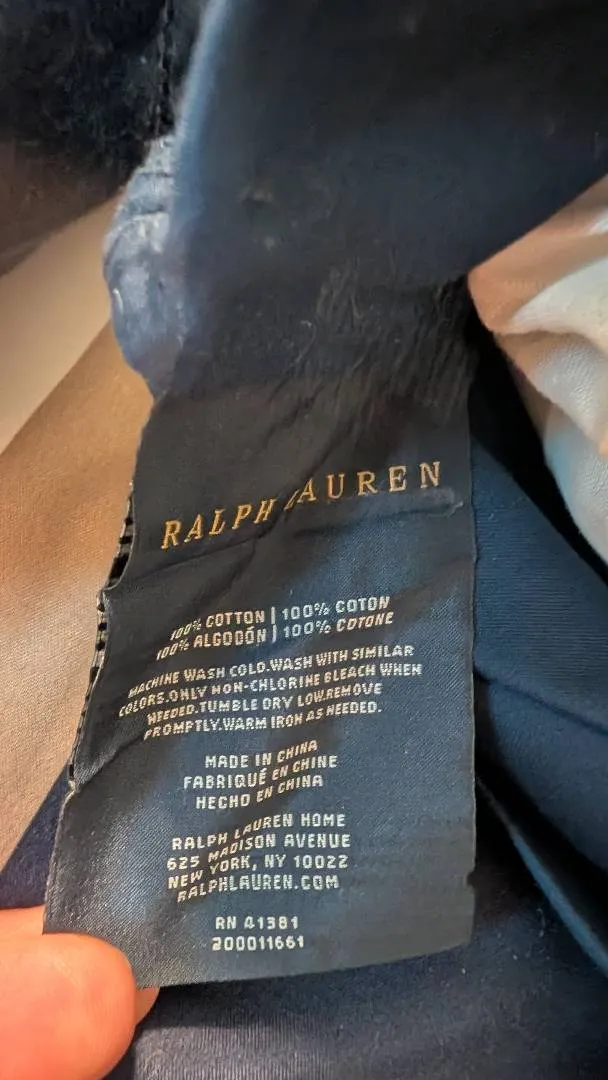 RALPH LAUREN
100% COTTON | 100% COTON
100% ALGODÓN | 100% COTONE
MACHINE WASH COLD.WASH WITH SIMILAR
COLORS.ONLY NON-CHLORINE BLEACH WHEN
NEEDED.TUMBLE DRY LOW.REMOVE
PROMPTLY.WARM IRON AS NEEDED.
MADE IN CHINA
FABRIQUÉ EN CHINE
HECHO EN CHINA
RALPH LAUREN HOME
625 MADISON AVENUE
NEW YORK, NY 10022
RALPHLAUREN.COM
RN 41381
200011661